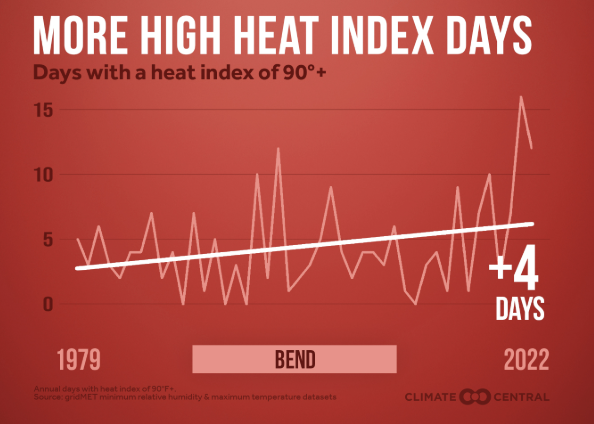 MORE HIGH HEAT INDEX DAYS
Days with a heat index of 90°+
15
10
5
0
+4
DAYS
1979
BEND
2022
Annual days with heat index of 90°F+.
Source: gridMET minimum relative humidity & maximum temperature datasets
CLIMATE CENTRAL